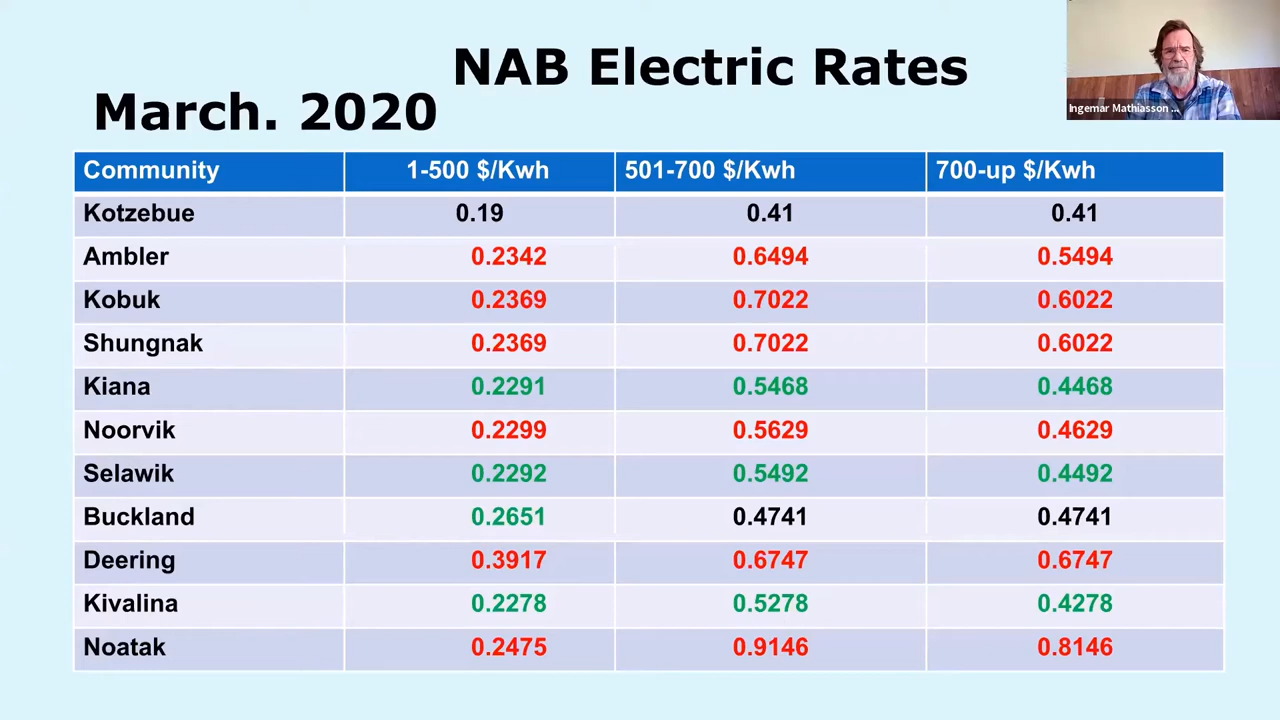 NAB Electric Rates
March. 2020
Ingemar Mathiasson ...
Community 1-500 $/Kwh 501-700 $/Kwh 700-up $/Kwh
Kotzebue 0.19 0.41 0.41
Ambler 0.2342 0.6494 0.5494
Kobuk 0.2369 0.7022 0.6022
Shungnak 0.2369 0.7022 0.6022
Kiana 0.2291 0.5468 0.4468
Noorvik 0.2299 0.5629 0.4629
Selawik 0.2292 0.5492 0.4492
Buckland 0.2651 0.4741 0.4741
Deering 0.3917 0.6747 0.6747
Kivalina 0.2278 0.5278 0.4278
Noatak 0.2475 0.9146 0.8146